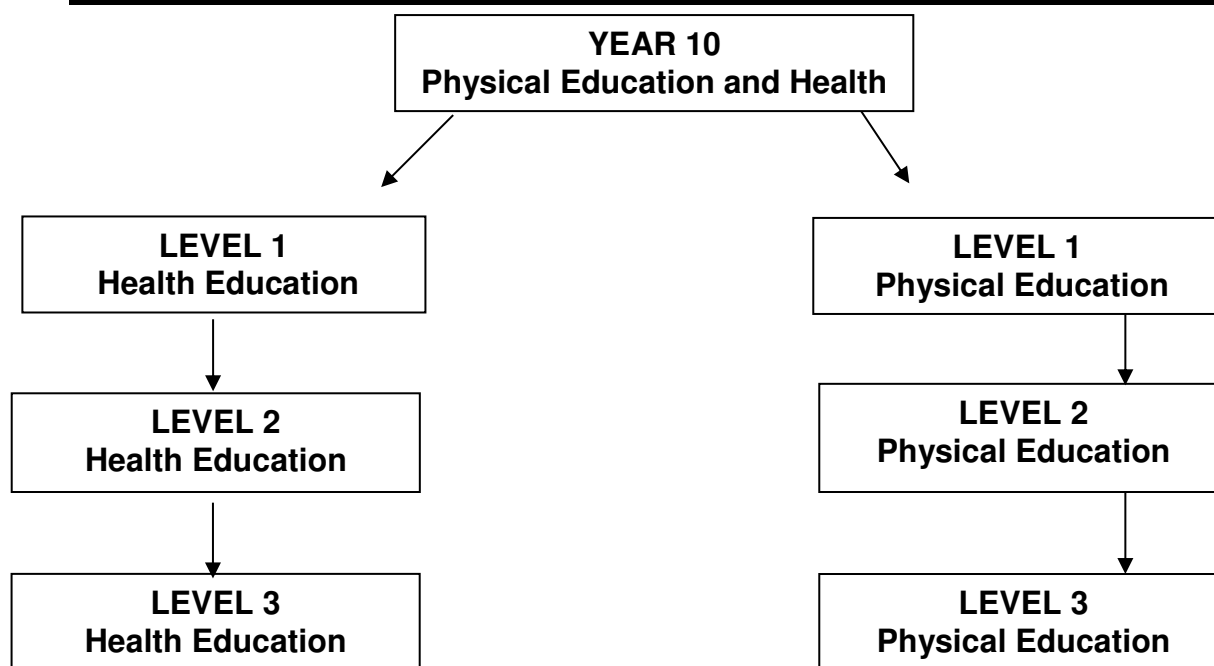 YEAR 10
Physical Education and Health
LEVEL 1
Health Education
LEVEL 1
Physical Education
LEVEL 2
Health Education
LEVEL 2
Physical Education
LEVEL 3
Health Education
LEVEL 3
Physical Education